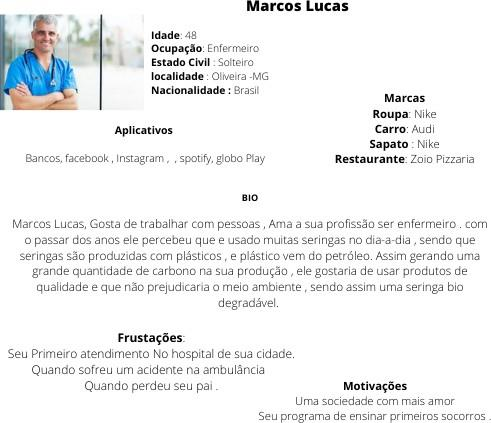 Marcos Lucas
Idade: 48
Ocupação: Enfermeiro
Estado Civil : Solteiro
localidade : Oliveira -MG
Nacionalidade : Brasil
Marcas
Roupa: Nike
Carro: Audi
Sapato : Nike
Restaurante: Zoio Pizzaria
Aplicativos
Bancos, facebook , Instagram , , spotify, globo Play
BIO
Marcos Lucas, Gosta de trabalhar com pessoas , Ama a sua profissão ser enfermeiro . com
o passar dos anos ele percebeu que e usado muitas seringas no dia-a-dia , sendo que
seringas são produzidas com plásticos , e plástico vem do petróleo. Assim gerando uma
grande quantidade de carbono na sua produção , ele gostaria de usar produtos de
qualidade e que não prejudicaria o meio ambiente , sendo assim uma seringa bio
degradável.
Frustações:
Seu Primeiro atendimento No hospital de sua cidade.
Quando sofreu um acidente na ambulância
Quando perdeu seu pai .
Motivações
Uma sociedade com mais amor
Seu programa de ensinar primeiros socorros .